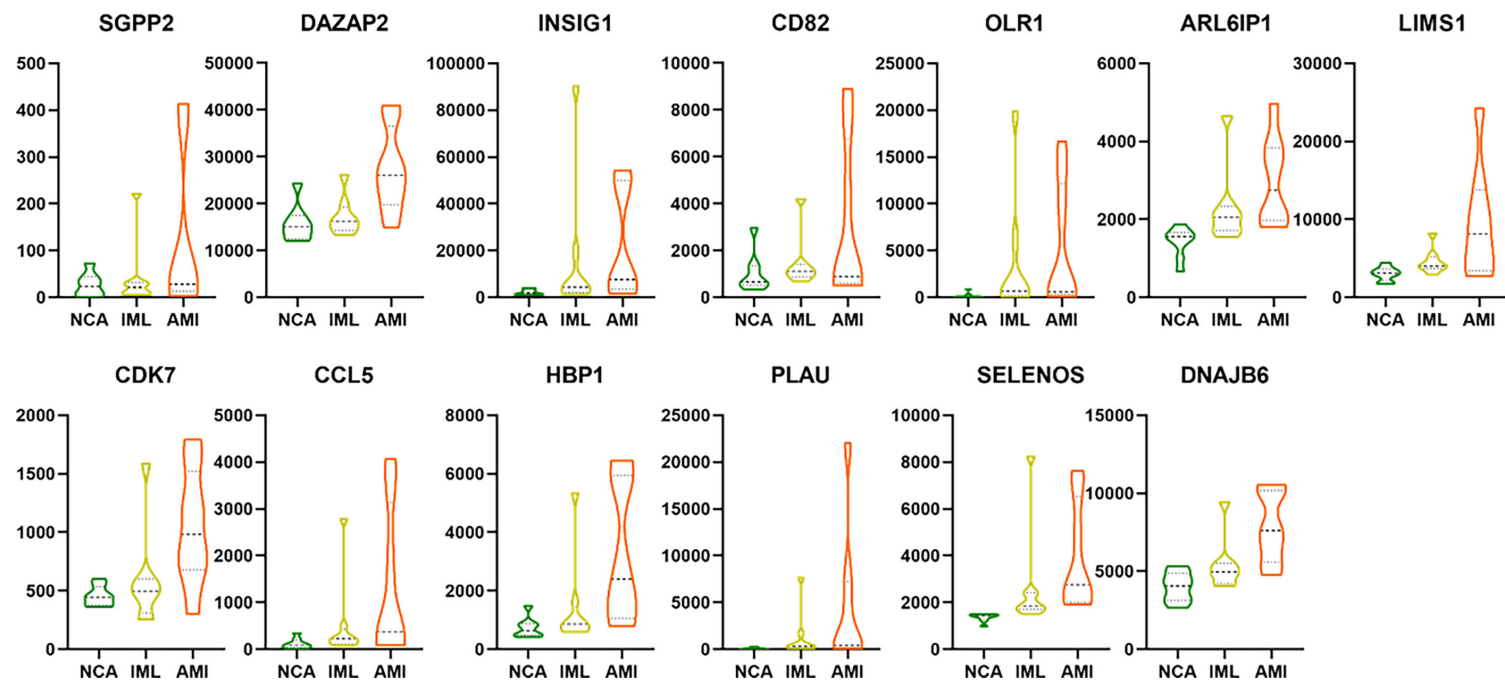 SGPP2 DAZAP2 INSIG1 CD82 OLR1 ARL6IP1 LIMS1
500 50000 100000 10000 25000 6000 30000
400 40000 80000 8000 20000
300 30000 60000 6000 15000 4000 20000
200 20000 40000 4000 10000 2000 10000
100 10000 20000 2000 5000
0 0 0 0 0 0 0
NCA IML AMI NCA IML AMI NCA IML AMI NCA IML AMI NCA IML AMI NCA IML AMI NCA IML AMI
CDK7 CCL5 HBP1 PLAU SELENOS DNAJB6
2000 5000 8000 25000 10000 15000
1500 4000 6000 20000 8000 10000
1000 3000 4000 15000 6000
500 2000 2000 10000 4000 5000
1000 5000 2000
0 0 0 0 0 0
NCA IML AMI NCA IML AMI NCA IML AMI NCA IML AMI NCA IML AMI NCA IML AMI